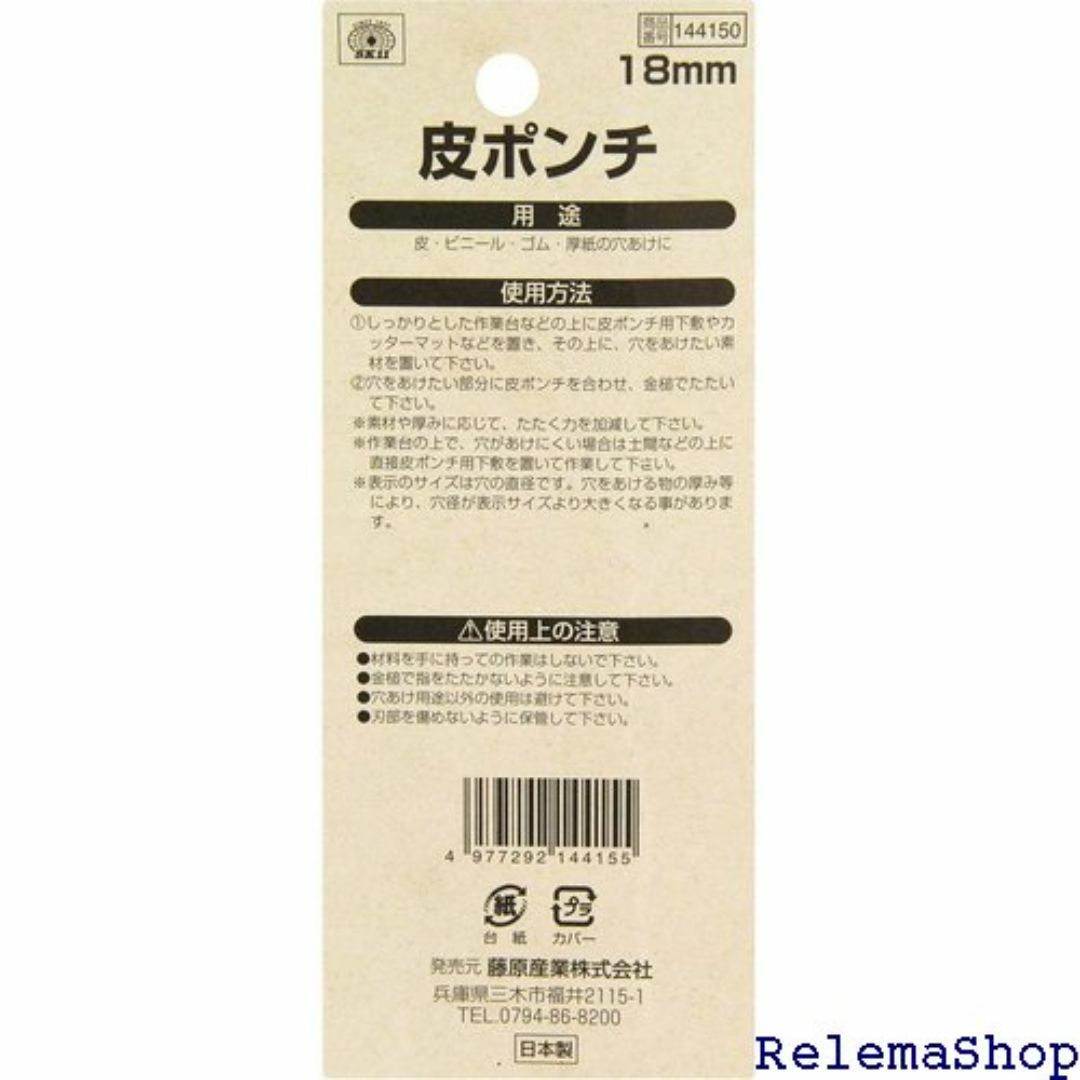 SK11
商品番号 144150
18mm
皮ポンチ
用 途
皮・ビニール・ゴム・厚紙の穴あけに
使用方法
①しっかりとした作業台などの上に皮ポンチ用下敷やカ
ッターマットなどを置き、その上に、穴をあけたい素
材を置いて下さい。
②穴をあけたい部分に皮ポンチを合わせ、金槌でたたい
て下さい。
※素材や厚みに応じて、たたく力を加減して下さい。
※作業台の上で、穴があけにくい場合は土間などの上に
直接皮ポンチ用下敷を置いて作業して下さい。
※表示のサイズは穴の直径です。穴をあける物の厚み等
により、穴径が表示サイズより大きくなる事がありま
す。
⚠使用上の注意
●材料を手に持っての作業はしないで下さい。
●金槌で指をたたかないように注意して下さい。
●穴あけ用途以外の使用は避けて下さい。
●刃部を傷めないように保管して下さい。
4 977292 144155
紙 プラ
台 紙 カバー
発売元 藤原産業株式会社
兵庫県三木市福井2115-1
TEL.0794-86-8200
日本製
RelemaShop